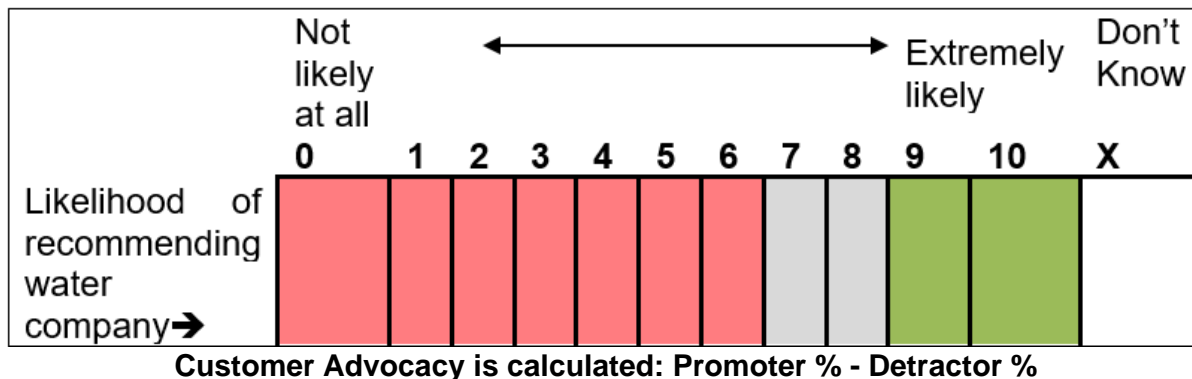 Not likely at all
Extremely likely
Don’t Know
0 1 2 3 4 5 6 7 8 9 10 X
Likelihood of
recommending
water
company➔
Customer Advocacy is calculated: Promoter % - Detractor %